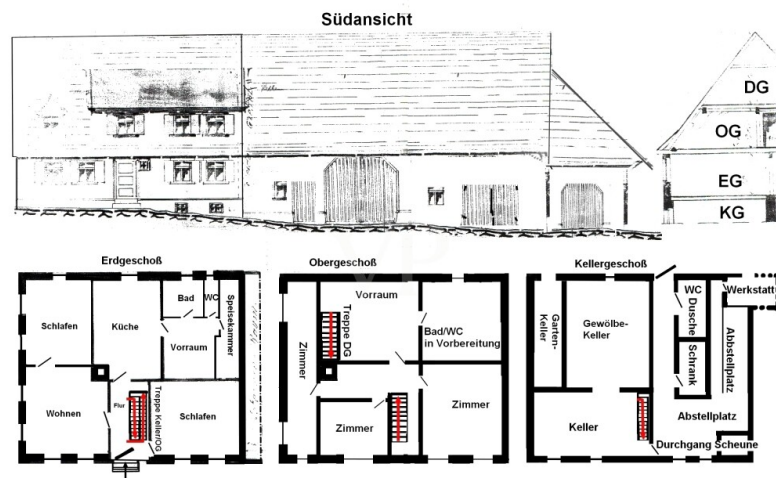 Südansicht
DG
OG
EG
KG
Erdgeschoß
Schlafen
Küche
Bad
WC
Speisekammer
Vorraum
Wohnen
Flur
Treppe Keller/OG
Schlafen
Obergeschoß
Vorraum
Treppe DG
Zimmer
Bad/WC
in Vorbereitung
Zimmer
Zimmer
Kellergeschoß
Garten-
Keller
Gewölbe-
Keller
WC
Dusche
Werkstatt
Schrank
Abbstellplatz
Keller
Abstellplatz
Durchgang Scheune